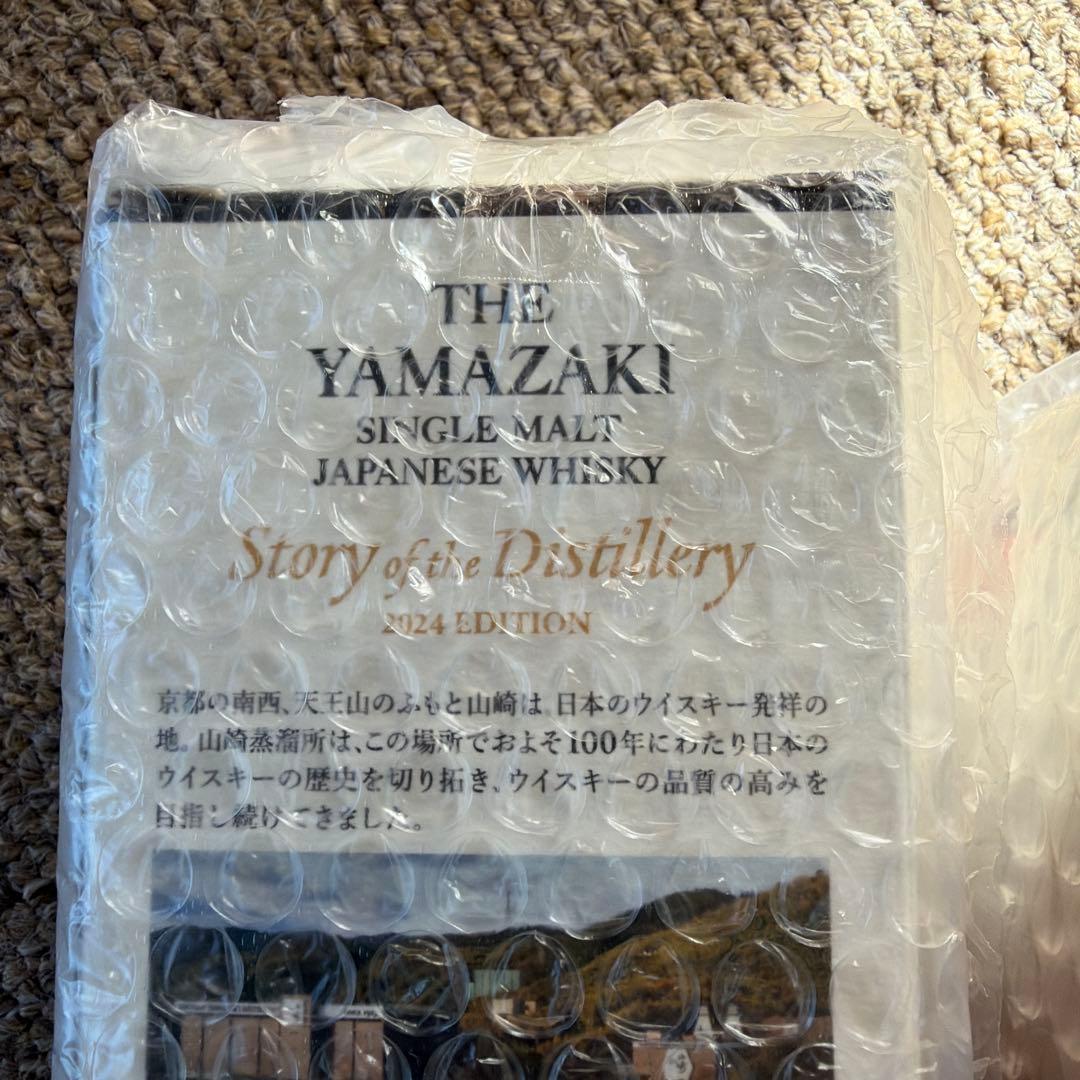 THE
YAMAZAKI
SINGLE MALT
JAPANESE WHISKY
Story of the Distillery
2024 EDITION
京都の南西、天王山のふもと山崎は、日本のウイスキー発祥の
地。山崎蒸溜所は、この場所でおよそ100年にわたり日本の
ウイスキーの歴史を切り拓き、ウイスキーの品質の高みを
目指し続けてきました。